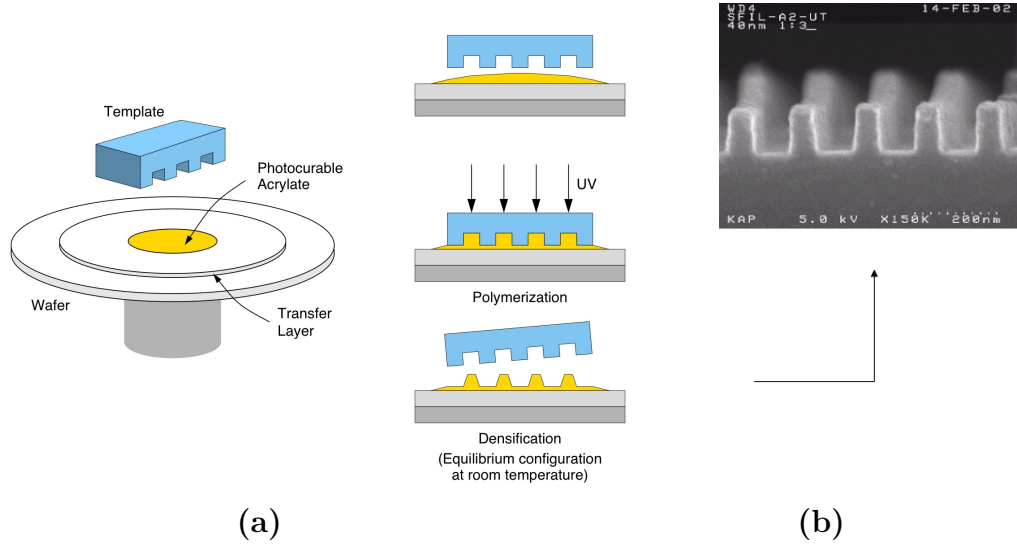 Template
Photocurable
Acrylate
Wafer
Transfer
Layer
UV
Polymerization
Densification
(Equilibrium configuration
at room temperature)
WD4 14-FEB-02
SFIL-A2-UT
40nm 1:3_
KAP 5.0 kV X150K 200nm
(a) (b)